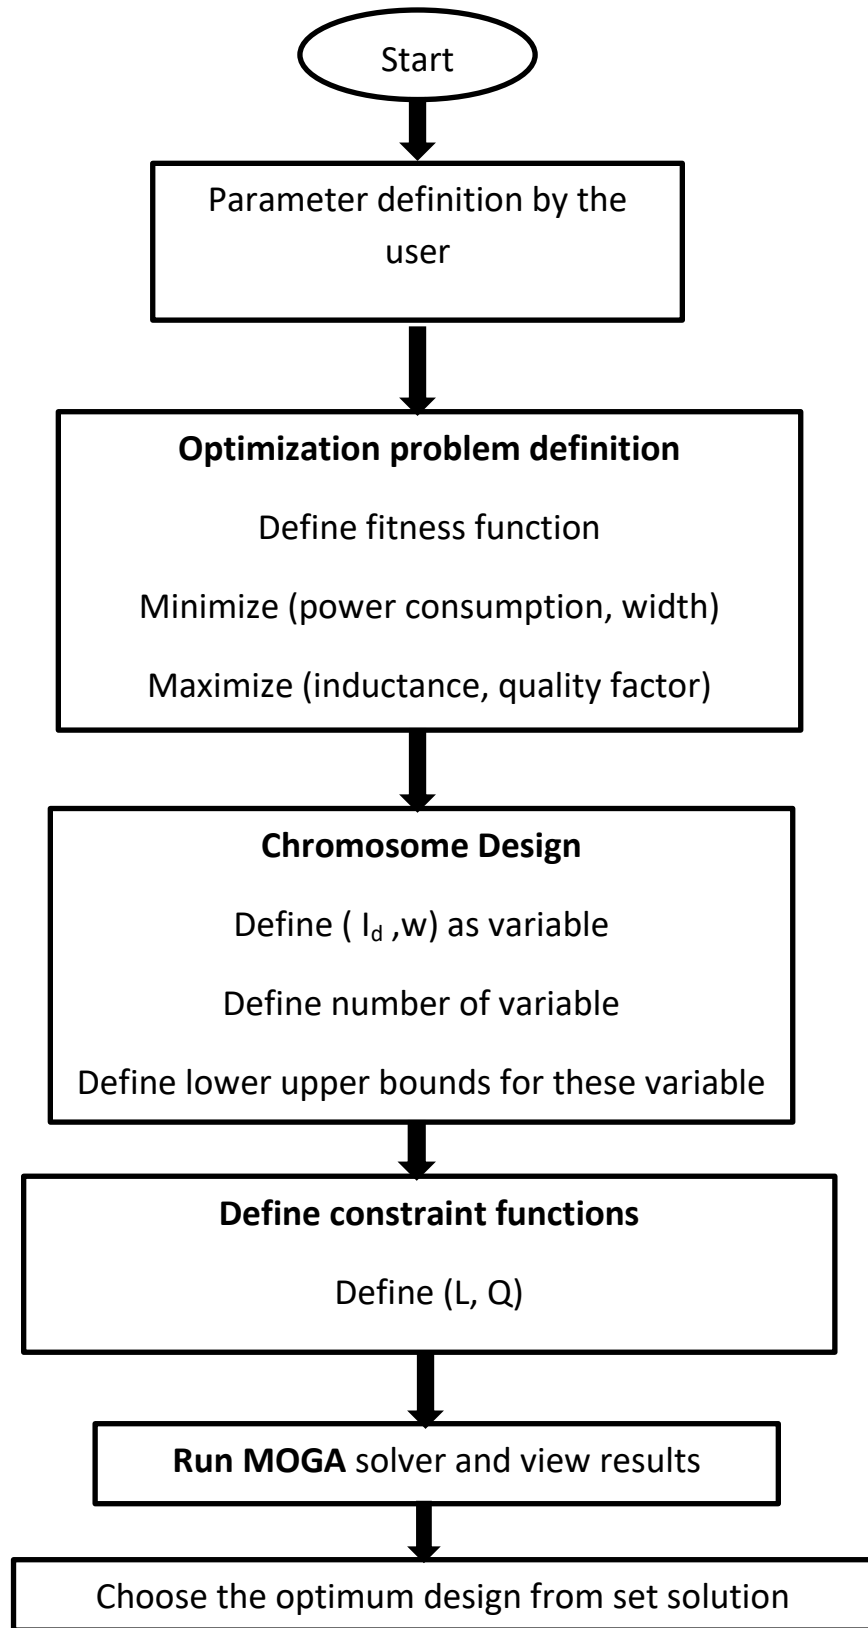 Start
Parameter definition by the
user
Optimization problem definition
Define fitness function
Minimize (power consumption, width)
Maximize (inductance, quality factor)
Chromosome Design
Define ( I_d ,w) as variable
Define number of variable
Define lower upper bounds for these variable
Define constraint functions
Define (L, Q)
Run MOGA solver and view results
Choose the optimum design from set solution